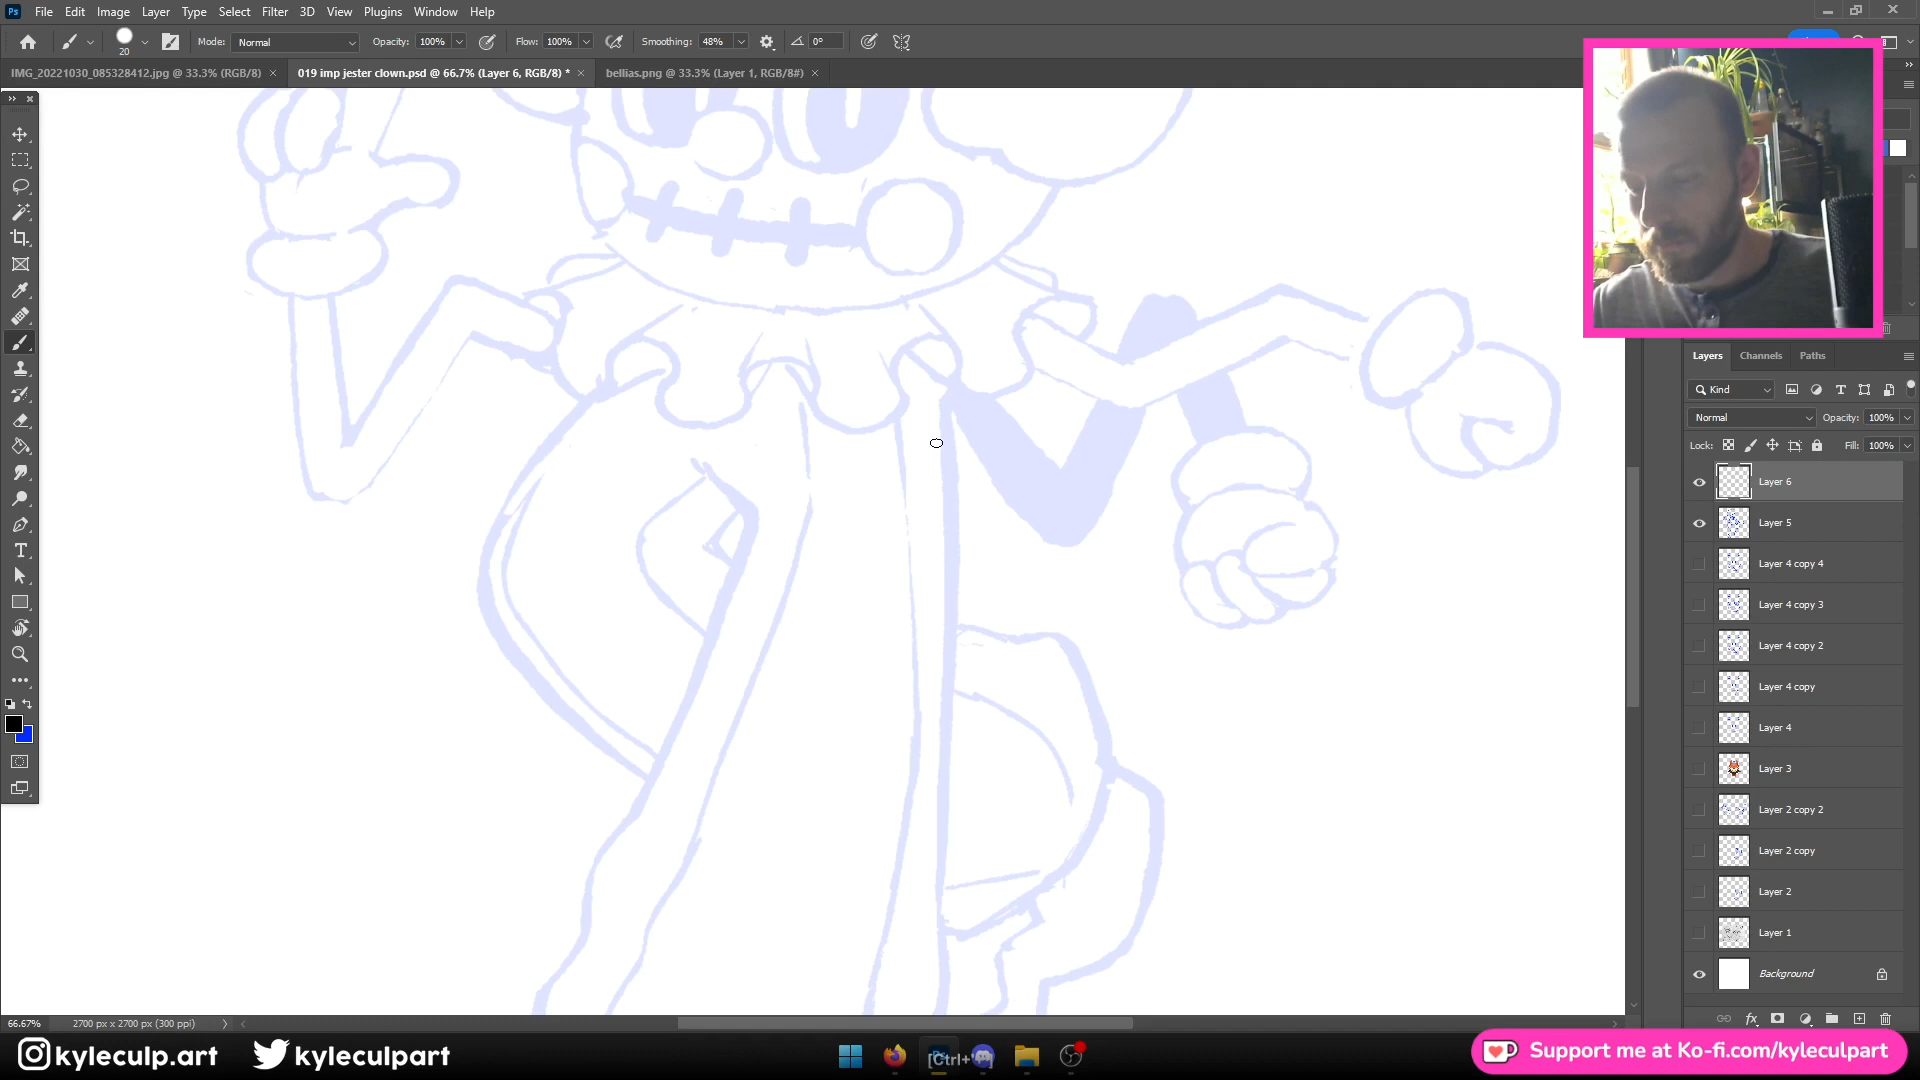 Ps File Edit Image Layer Type Select Filter 3D View Plugins Window Help
20 Mode: Normal Opacity: 100% Flow: 100% Smoothing: 48% 0°
IMG_20221030_085328412.jpg @ 33.3% (RGB/8) × 019 imp jester clown.psd @ 66.7% (Layer 6, RGB/8) * × bellias.png @ 33.3% (Layer 1, RGB/8#) ×
Layers Channels Paths
Kind
Normal Opacity: 100%
Lock: Fill: 100%
Layer 6
Layer 5
Layer 4 copy 4
Layer 4 copy 3
Layer 4 copy 2
Layer 4 copy
Layer 4
Layer 3
Layer 2 copy 2
Layer 2 copy
Layer 2
Layer 1
Background
fx
66.67% 2700 px x 2700 px (300 ppi)
kyleculp.art kyleculpart
Support me at Ko-fi.com/kyleculpart